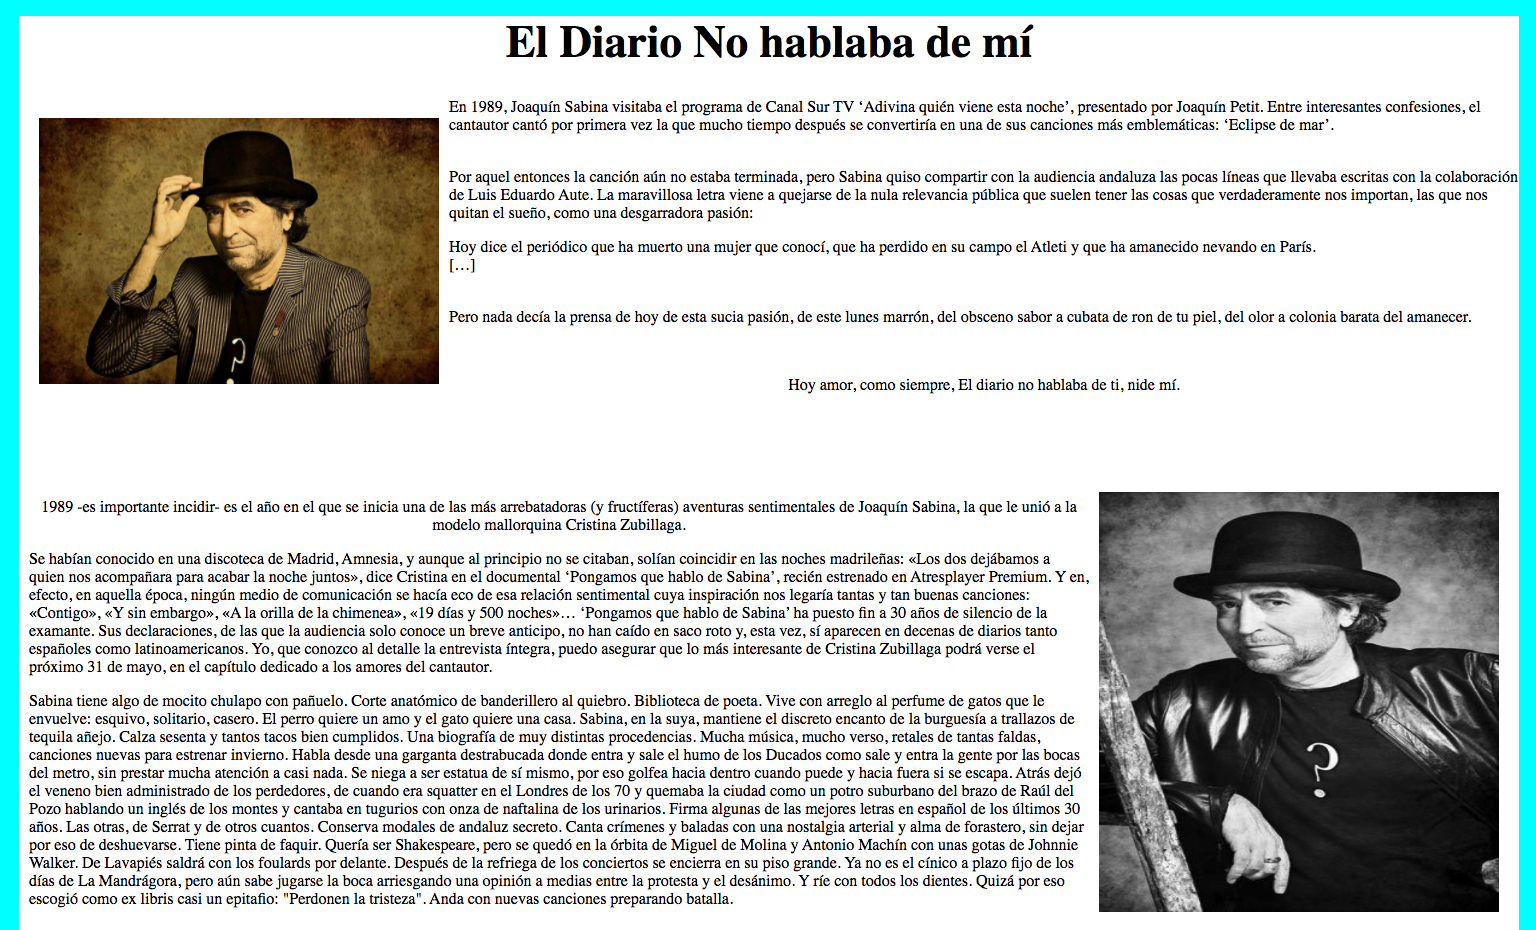 El Diario No hablaba de mí
En 1989, Joaquín Sabina visitaba el programa de Canal Sur TV ‘Adivina quién viene esta noche’, presentado por Joaquín Petit. Entre interesantes confesiones, el
cantautor cantó por primera vez la que mucho tiempo después se convertiría en una de sus canciones más emblemáticas: ‘Eclipse de mar’.
Por aquel entonces la canción aún no estaba terminada, pero Sabina quiso compartir con la audiencia andaluza las pocas líneas que llevaba escritas con la colaboración
de Luis Eduardo Aute. La maravillosa letra viene a quejarse de la nula relevancia pública que suelen tener las cosas que verdaderamente nos importan, las que nos
quitan el sueño, como una desgarradora pasión:
Hoy dice el periódico que ha muerto una mujer que conocí, que ha perdido en su campo el Atleti y que ha amanecido nevando en París.
[…]
Pero nada decía la prensa de hoy de esta sucia pasión, de este lunes marrón, del obsceno sabor a cubata de ron de tu piel, del olor a colonia barata del amanecer.
Hoy amor, como siempre, El diario no hablaba de ti, nide mí.
1989 -es importante incidir- es el año en el que se inicia una de las más arrebatadoras (y fructíferas) aventuras sentimentales de Joaquín Sabina, la que le unió a la
modelo mallorquina Cristina Zubillaga.
Se habían conocido en una discoteca de Madrid, Amnesia, y aunque al principio no se citaban, solían coincidir en las noches madrileñas: «Los dos dejábamos a
quien nos acompañara para acabar la noche juntos», dice Cristina en el documental ‘Pongamos que hablo de Sabina’, recién estrenado en Atresplayer Premium. Y en,
efecto, en aquella época, ningún medio de comunicación se hacía eco de esa relación sentimental cuya inspiración nos legaría tantas y tan buenas canciones:
«Contigo», «Y sin embargo», «A la orilla de la chimenea», «19 días y 500 noches»… ‘Pongamos que hablo de Sabina’ ha puesto fin a 30 años de silencio de la
examante. Sus declaraciones, de las que la audiencia solo conoce un breve anticipo, no han caído en saco roto y, esta vez, sí aparecen en decenas de diarios tanto
españoles como latinoamericanos. Yo, que conozco al detalle la entrevista íntegra, puedo asegurar que lo más interesante de Cristina Zubillaga podrá verse el
próximo 31 de mayo, en el capítulo dedicado a los amores del cantautor.
Sabina tiene algo de mocito chulapo con pañuelo. Corte anatómico de banderillero al quiebro. Biblioteca de poeta. Vive con arreglo al perfume de gatos que le
envuelve: esquivo, solitario, casero. El perro quiere un amo y el gato quiere una casa. Sabina, en la suya, mantiene el discreto encanto de la burguesía a trallazos de
tequila añejo. Calza sesenta y tantos tacos bien cumplidos. Una biografía de muy distintas procedencias. Mucha música, mucho verso, retales de tantas faldas,
canciones nuevas para estrenar invierno. Habla desde una garganta destrabucada donde entra y sale el humo de los Ducados como sale y entra la gente por las bocas
del metro, sin prestar mucha atención a casi nada. Se niega a ser estatua de sí mismo, por eso golfea hacia dentro cuando puede y hacia fuera si se escapa. Atrás dejó
el veneno bien administrado de los perdedores, de cuando era squatter en el Londres de los 70 y quemaba la ciudad como un potro suburbano del brazo de Raúl del
Pozo hablando un inglés de los montes y cantaba en tugurios con onza de naftalina de los urinarios. Firma algunas de las mejores letras en español de los últimos 30
años. Las otras, de Serrat y de otros cuantos. Conserva modales de andaluz secreto. Canta crímenes y baladas con una nostalgia arterial y alma de forastero, sin dejar
por eso de deshuevarse. Tiene pinta de faquir. Quería ser Shakespeare, pero se quedó en la órbita de Miguel de Molina y Antonio Machín con unas gotas de Johnnie
Walker. De Lavapiés saldrá con los foulards por delante. Después de la refriega de los conciertos se encierra en su piso grande. Ya no es el cínico a plazo fijo de los
días de La Mandrágora, pero aún sabe jugarse la boca arriesgando una opinión a medias entre la protesta y el desánimo. Y ríe con todos los dientes. Quizá por eso
escogió como ex libris casi un epitafio: "Perdonen la tristeza". Anda con nuevas canciones preparando batalla.